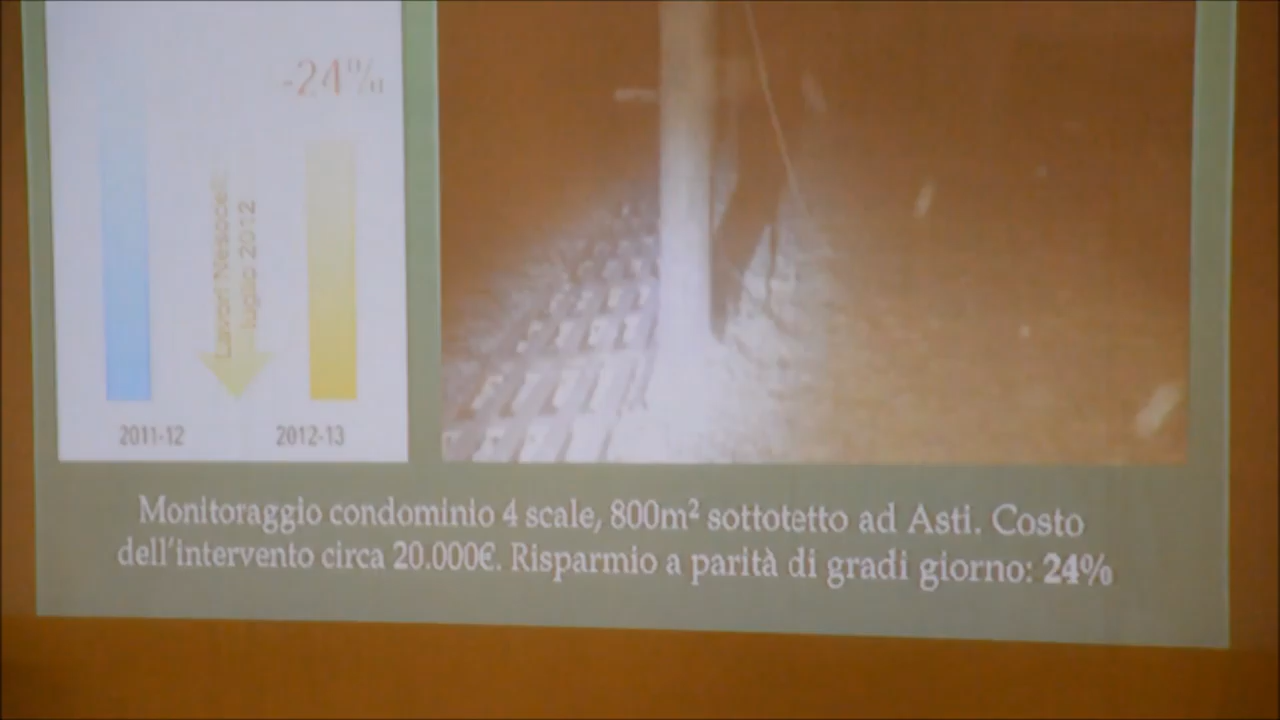 -24%
Lavori Nespoli
luglio 2012
2011-12
2012-13
Monitoraggio condominio 4 scale, 800m² sottotetto ad Asti. Costo
dell'intervento circa 20.000€. Risparmio a parità di gradi giorno: 24%